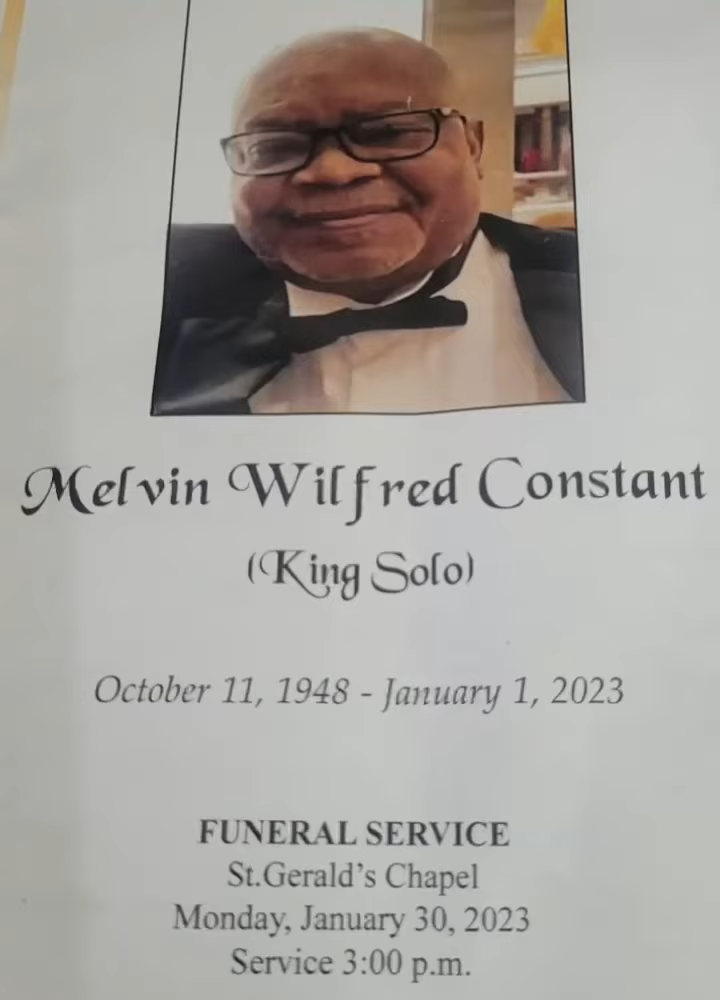 Melvin Wilfred Constant
(King Solo)
October 11, 1948 - January 1, 2023
FUNERAL SERVICE
St.Gerald's Chapel
Monday, January 30, 2023
Service 3:00 p.m.